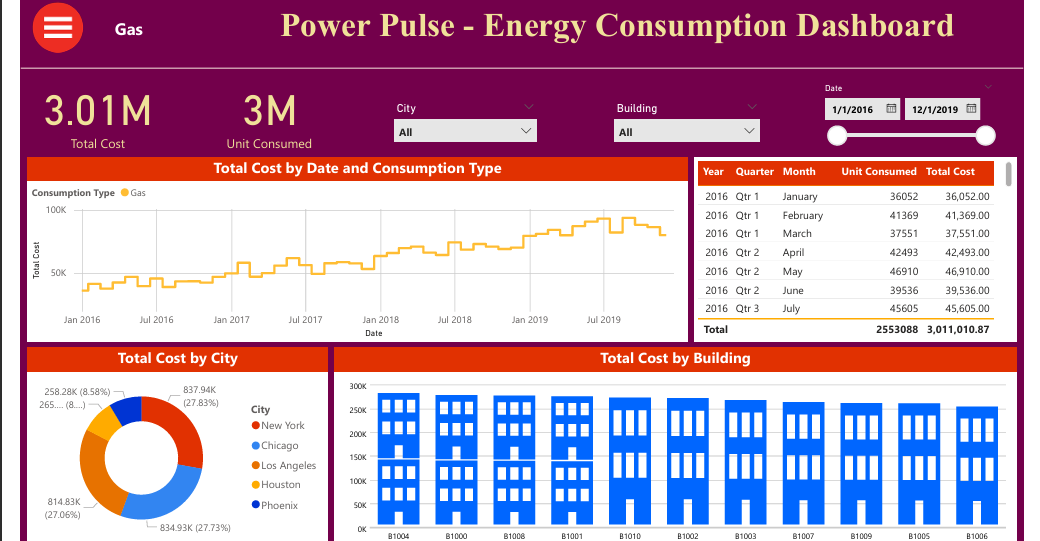 Gas
Power Pulse - Energy Consumption Dashboard
3.01M
Total Cost
3M
Unit Consumed
City
All
Building
All
Date
1/1/2016 12/1/2019
Total Cost by Date and Consumption Type
Consumption Type Gas
Total Cost
100K
50K
Jan 2016 Jul 2016 Jan 2017 Jul 2017 Jan 2018 Jul 2018 Jan 2019 Jul 2019
Date
Year Quarter Month Unit Consumed Total Cost
2016 Qtr 1 January 36052 36,052.00
2016 Qtr 1 February 41369 41,369.00
2016 Qtr 1 March 37551 37,551.00
2016 Qtr 2 April 42493 42,493.00
2016 Qtr 2 May 46910 46,910.00
2016 Qtr 2 June 39536 39,536.00
2016 Qtr 3 July 45605 45,605.00
Total 2553088 3,011,010.87
Total Cost by City
258.28K (8.58%)
265.... (8....)
837.94K
(27.83%)
814.83K
(27.06%)
834.93K (27.73%)
City
New York
Chicago
Los Angeles
Houston
Phoenix
Total Cost by Building
300K
250K
200K
150K
100K
50K
0K
B1004 B1000 B1008 B1001 B1010 B1002 B1003 B1007 B1009 B1005 B1006